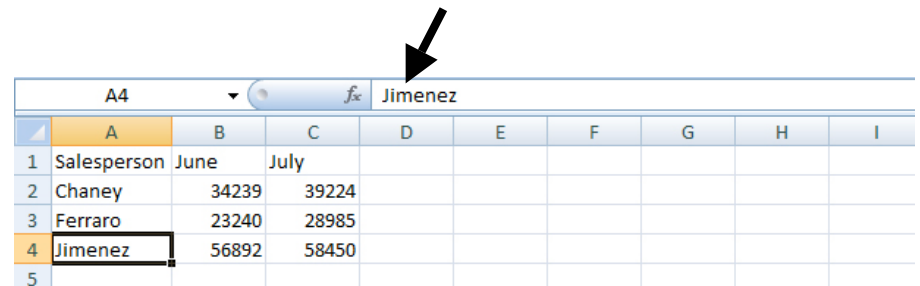 A4 fx Jimenez
A B C D E F G H I
1 Salesperson June July
2 Chaney 34239 39224
3 Ferraro 23240 28985
4 Jimenez 56892 58450
5